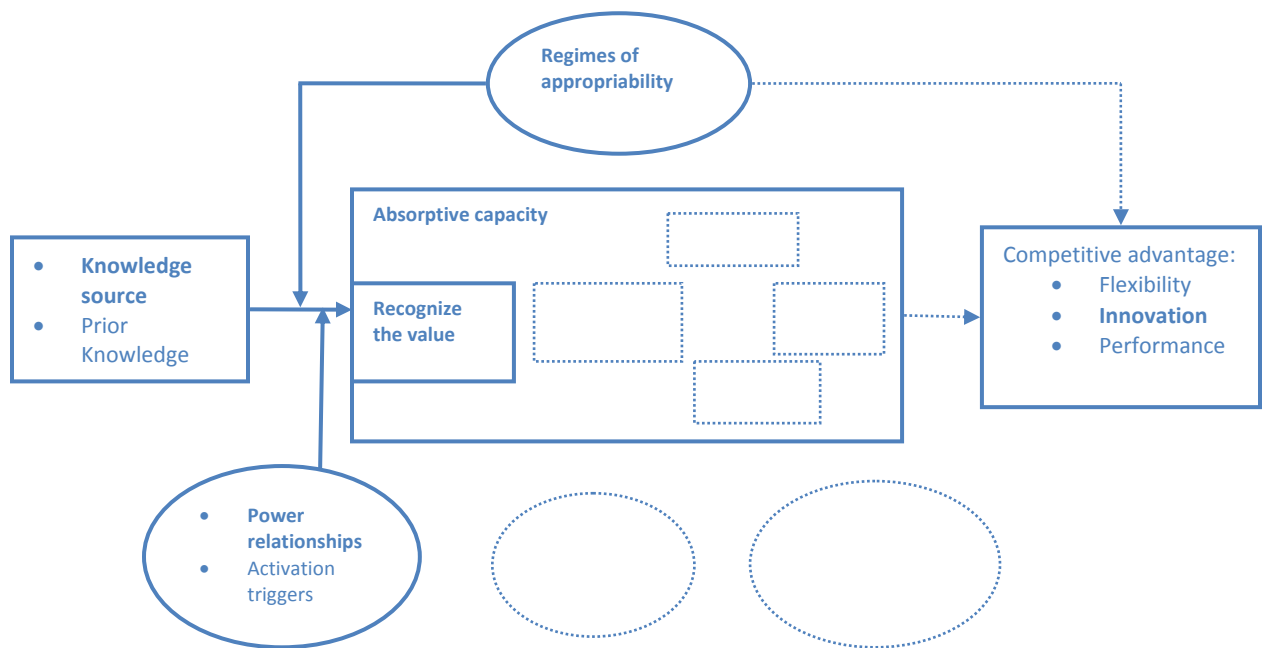 Regimes of
appropriability
Absorptive capacity
• Knowledge
source
• Prior
Knowledge
Recognize
the value
Competitive advantage:
• Flexibility
• Innovation
• Performance
• Power
relationships
• Activation
triggers